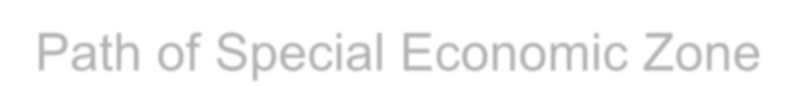 Path of Special Economic Zone